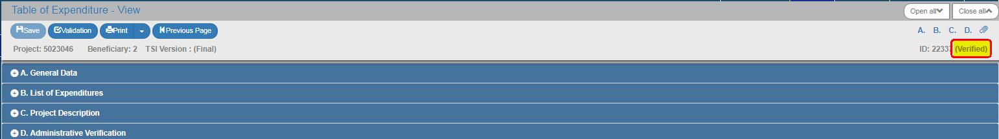 Table of Expenditure - View
Open all Close all
Save Validation Print Previous Page
A. B. C. D.
Project: 5023046 Beneficiary: 2 TSI Version : (Final)
ID: 22337 (Verified)
A. General Data
B. List of Expenditures
C. Project Description
D. Administrative Verification